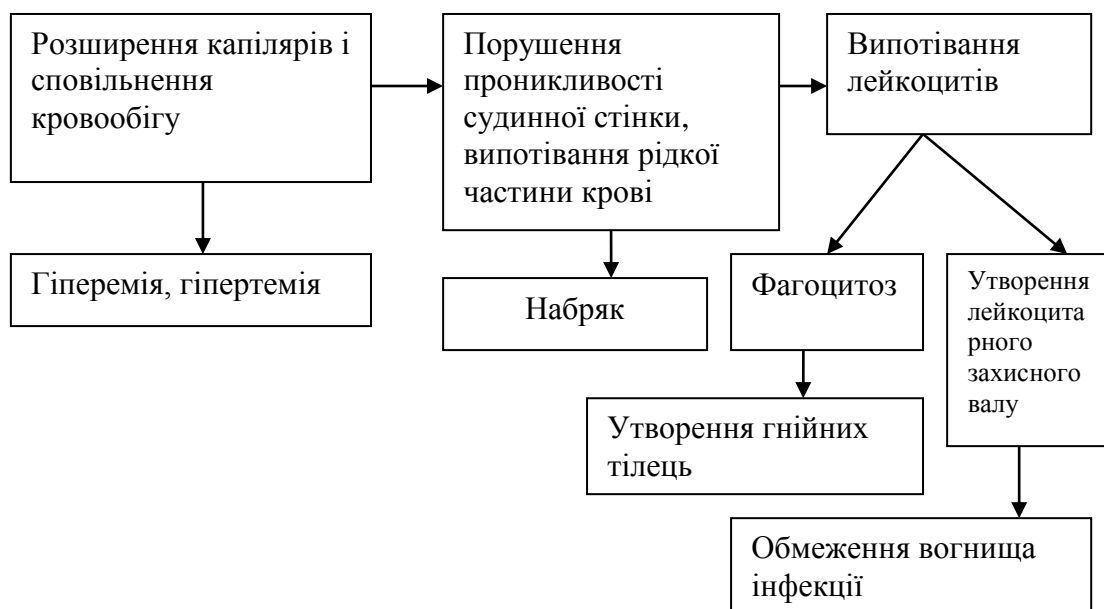 Розширення капілярів і
сповільнення
кровообігу
Порушення
проникливості
судинної стінки,
випотівання рідкої
частини крові
Випотівання
лейкоцитів
Гіперемія, гіпертемія
Набряк
Фагоцитоз
Утворення
лейкоцита
рного
захисного
валу
Утворення гнійних
тілець
Обмеження вогнища
інфекції